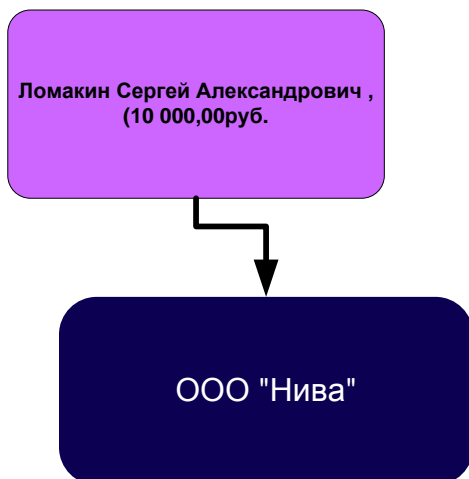 Ломакин Сергей Александрович ,
(10 000,00руб.
ООО "Нива"